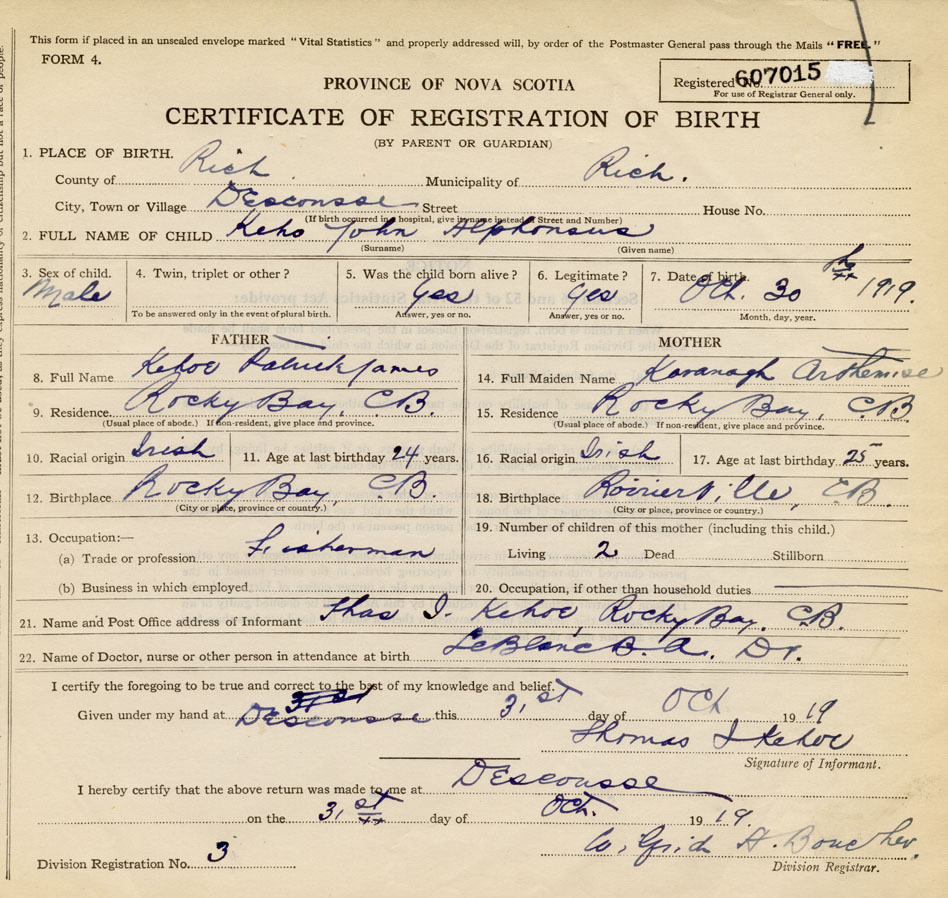 This form if placed in an unsealed envelope marked "Vital Statistics" and properly addressed will, by order of the Postmaster General pass through the Mails "FREE."
FORM 4.
Registered No. 607015
For use of Registrar General only.
PROVINCE OF NOVA SCOTIA
CERTIFICATE OF REGISTRATION OF BIRTH
(BY PARENT OR GUARDIAN)
1. PLACE OF BIRTH.
County of Rich. Municipality of Rich.
City, Town or Village DEscousse Street House No.
(If birth occurred in hospital, give its name instead of Street and Number)
2. FULL NAME OF CHILD Keho John Alphonsus
(Surname) (Given name)
3. Sex of child. 4. Twin, triplet or other? 5. Was the child born alive? 6. Legitimate? 7. Date of birth.
Male Yes Yes Oct. 30 1919.
To be answered only in the event of plural birth. Answer, yes or no. Answer, yes or no. Month, day, year.
FATHER MOTHER
8. Full Name Kehoe Patrick James 14. Full Maiden Name Kavanagh Arthemise
9. Residence. Rocky Bay, C.B. 15. Residence Rocky Bay, C.B.
(Usual place of abode.) If non-resident, give place and province. (Usual place of abode.) If non-resident, give place and province.
10. Racial origin Irish 11. Age at last birthday 24 years. 16. Racial origin Irish 17. Age at last birthday 25 years.
12. Birthplace Rocky Bay, C.B. 18. Birthplace C.B.
(City or place, province or country.) (City or place, province or country.)
13. Occupation:— 19. Number of children of this mother (including this child.)
(a) Trade or profession Fisherman Living 2 Dead Stillborn
(b) Business in which employed 20. Occupation, if other than household duties
21. Name and Post Office address of Informant Thos J. Kehoe, Rocky Bay, C.B.
22. Name of Doctor, nurse or other person in attendance at birth LeBlanc B. A. Dr.
I certify the foregoing to be true and correct to the best of my knowledge and belief.
Given under my hand at DEscousse this 31st day of Oct 1919
Thomas J Kehoe
Signature of Informant.
I hereby certify that the above return was made to me at DEscousse
on the 31st day of Oct. 1919.
A. Boucher
Division Registration No. 3
Division Registrar.